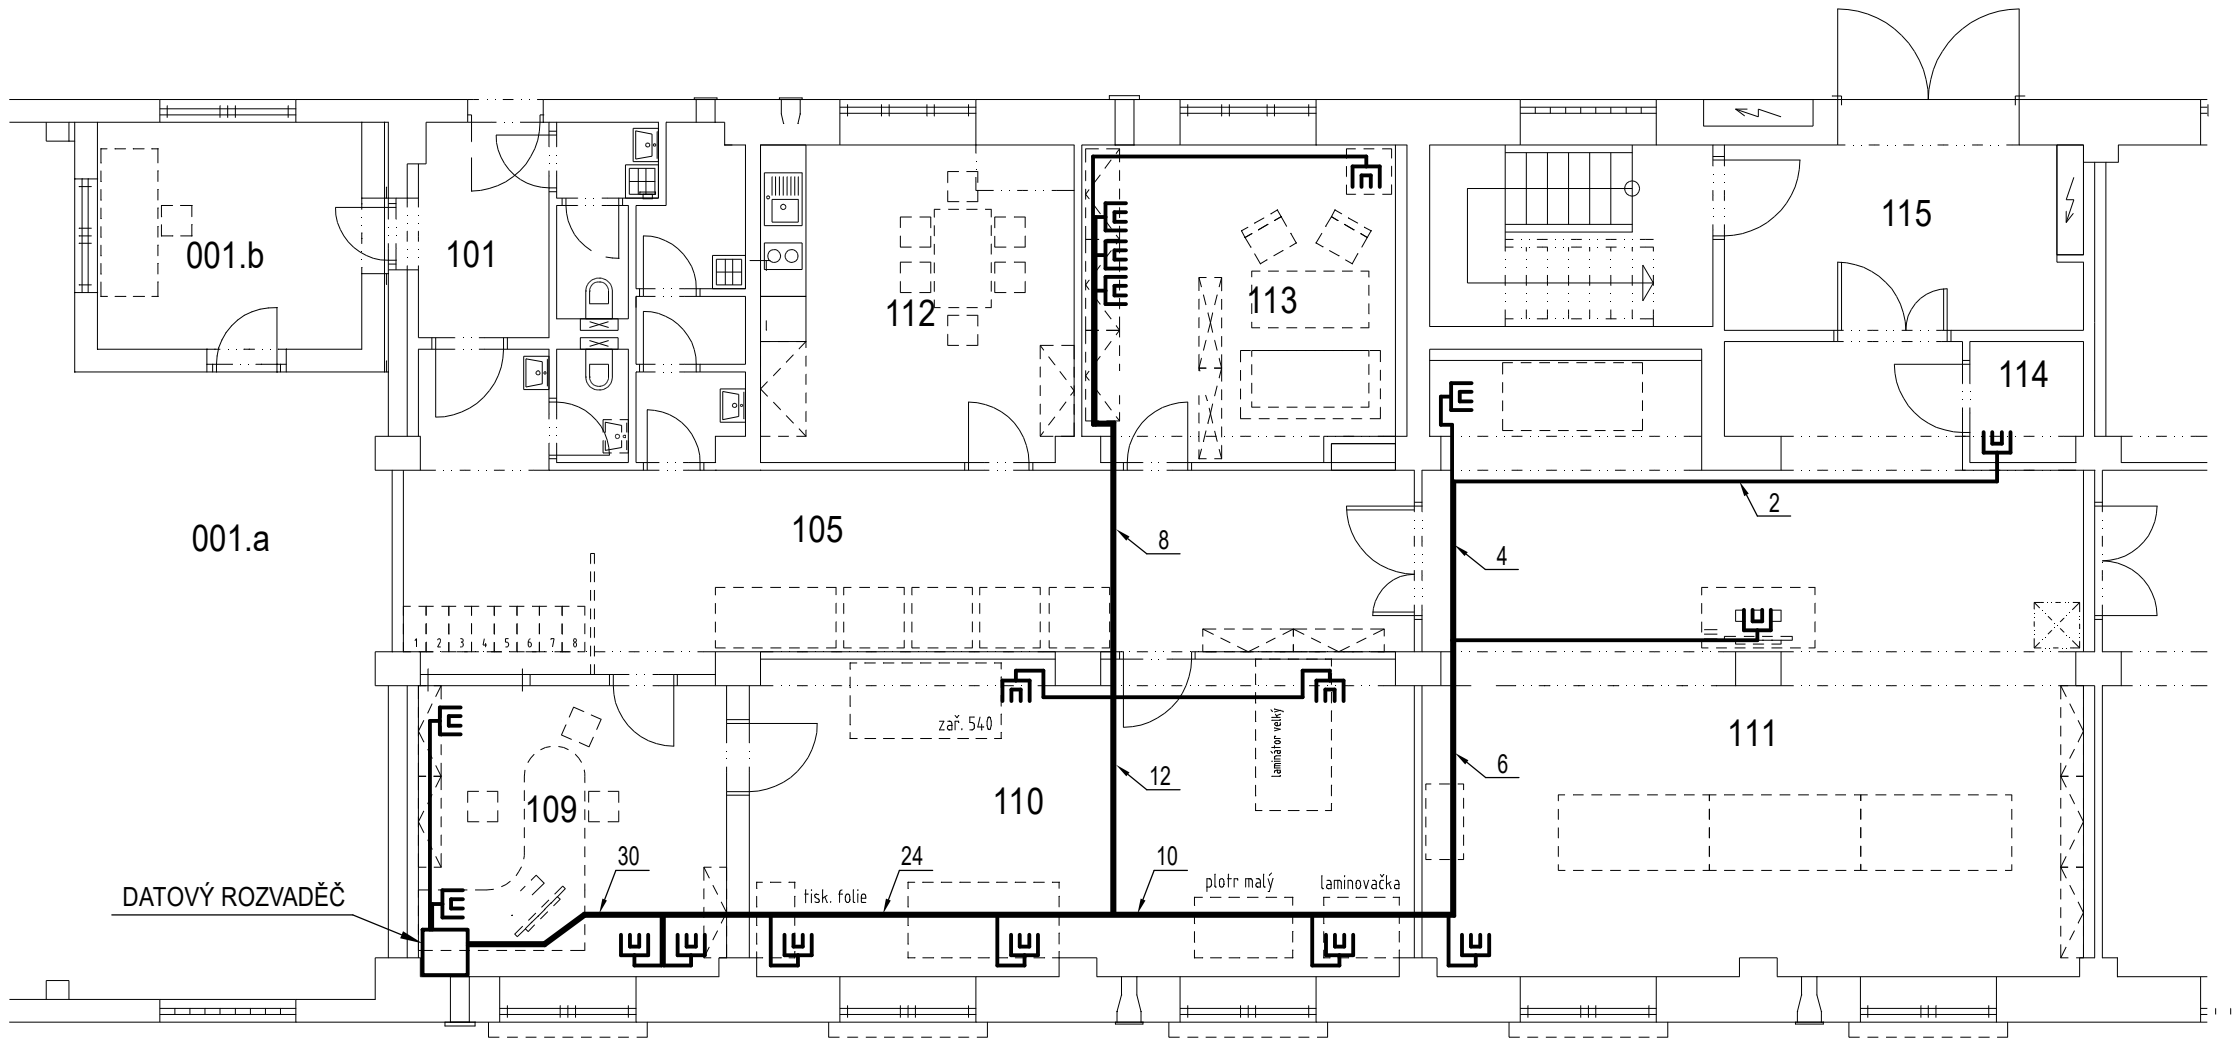 115
001.b
101
113
112
114
2
001.a
105
8
4
1 2 3 4 5 6 7 8
zař. 540
laminátor velký
111
12
6
109
110
30
24
10
DATOVÝ ROZVADĚČ
tisk. folie
plotr malý
laminovačka